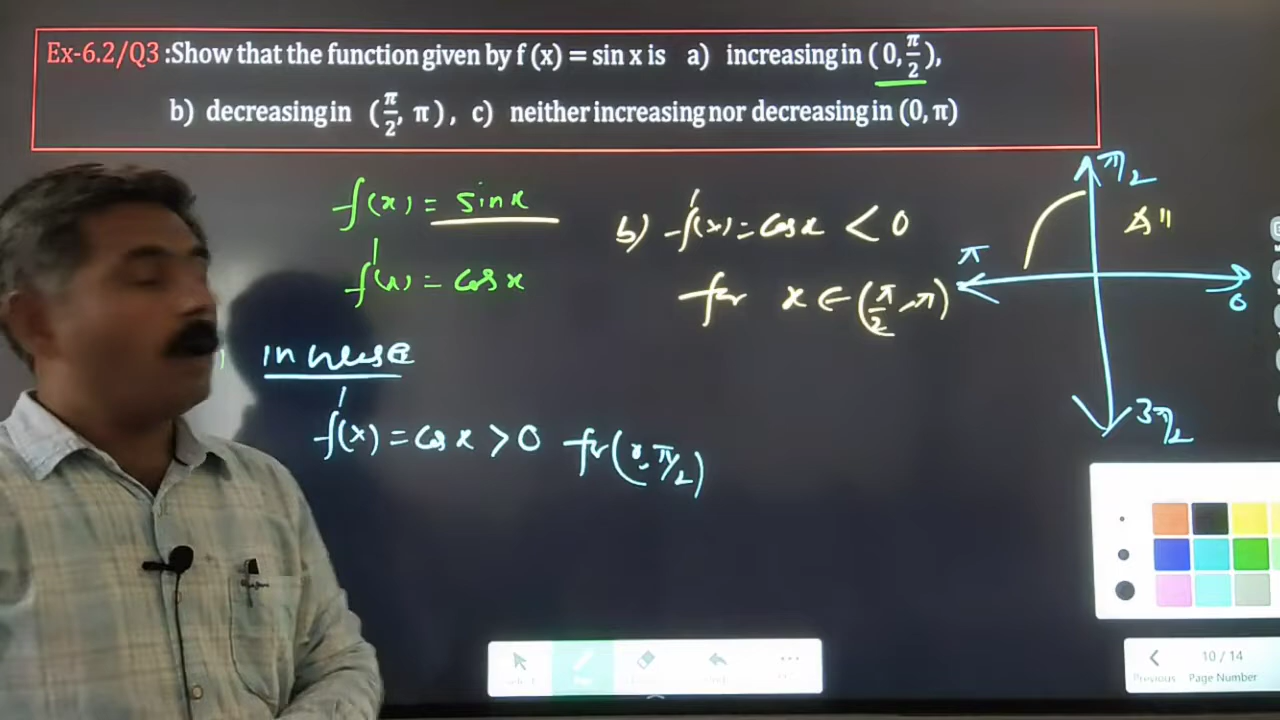 Ex-6.2/Q3 :Show that the function given by f (x) = sin x is a) increasing in (0, π/2),
b) decreasing in (π/2, π), c) neither increasing nor decreasing in (0, π)
f(x) = sin x
f'(x) = cos x
f'(x) = cos x > 0 for (0, π/2)
b) f'(x) = cos x < 0
for x ∈ (π/2, π)
π/2
π
0
3π/2
10 / 14
Previous Page Number